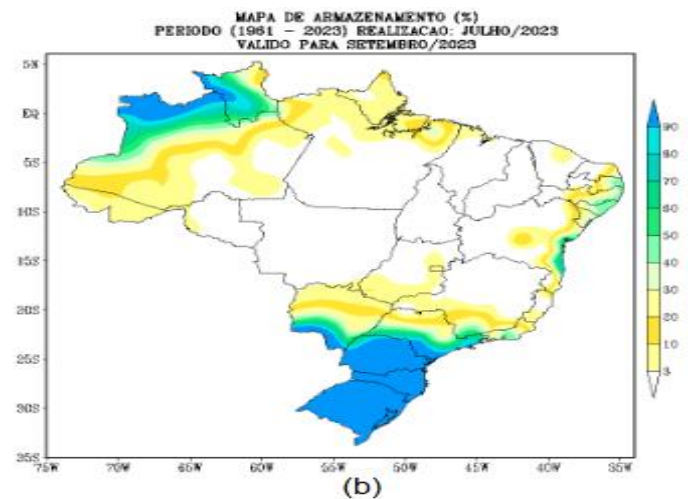 MAPA DE ARMAZENAMENTO (%)
PERIODO (1961 - 2023) REALIZACAO: JULHO/2023
VALIDO PARA SETEMBRO/2023
5N
EQ
5S
10S
15S
20S
25S
30S
35S
75W 70W 65W 60W 55W 50W 45W 40W 35W
90
80
70
60
50
40
30
20
10
3
(b)